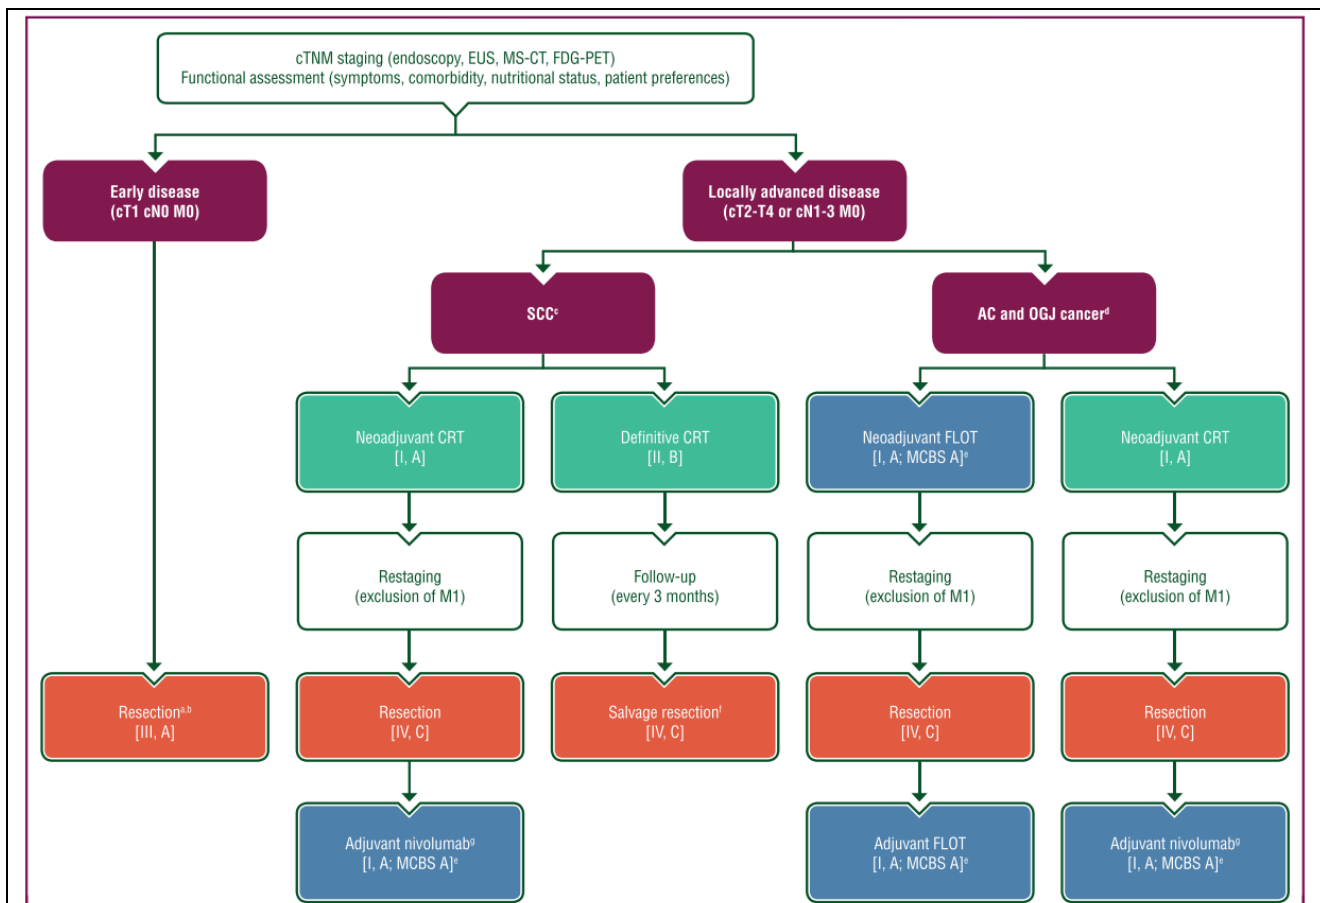 cTNM staging (endoscopy, EUS, MS-CT, FDG-PET)
Functional assessment (symptoms, comorbidity, nutritional status, patient preferences)
Early disease
(cT1 cN0 M0)
Locally advanced disease
(cT2-T4 or cN1-3 M0)
SCCᶜ
AC and OGJ cancerᵈ
Neoadjuvant CRT
[I, A]
Definitive CRT
[II, B]
Neoadjuvant FLOT
[I, A; MCBS A]ᵉ
Neoadjuvant CRT
[I, A]
Restaging
(exclusion of M1)
Follow-up
(every 3 months)
Restaging
(exclusion of M1)
Restaging
(exclusion of M1)
Resectionᵃ,ᵇ
[III, A]
Resection
[IV, C]
Salvage resectionᶠ
[IV, C]
Resection
[IV, C]
Resection
[IV, C]
Adjuvant nivolumabᵍ
[I, A; MCBS A]ᵉ
Adjuvant FLOT
[I, A; MCBS A]ᵉ
Adjuvant nivolumabᵍ
[I, A; MCBS A]ᵉ